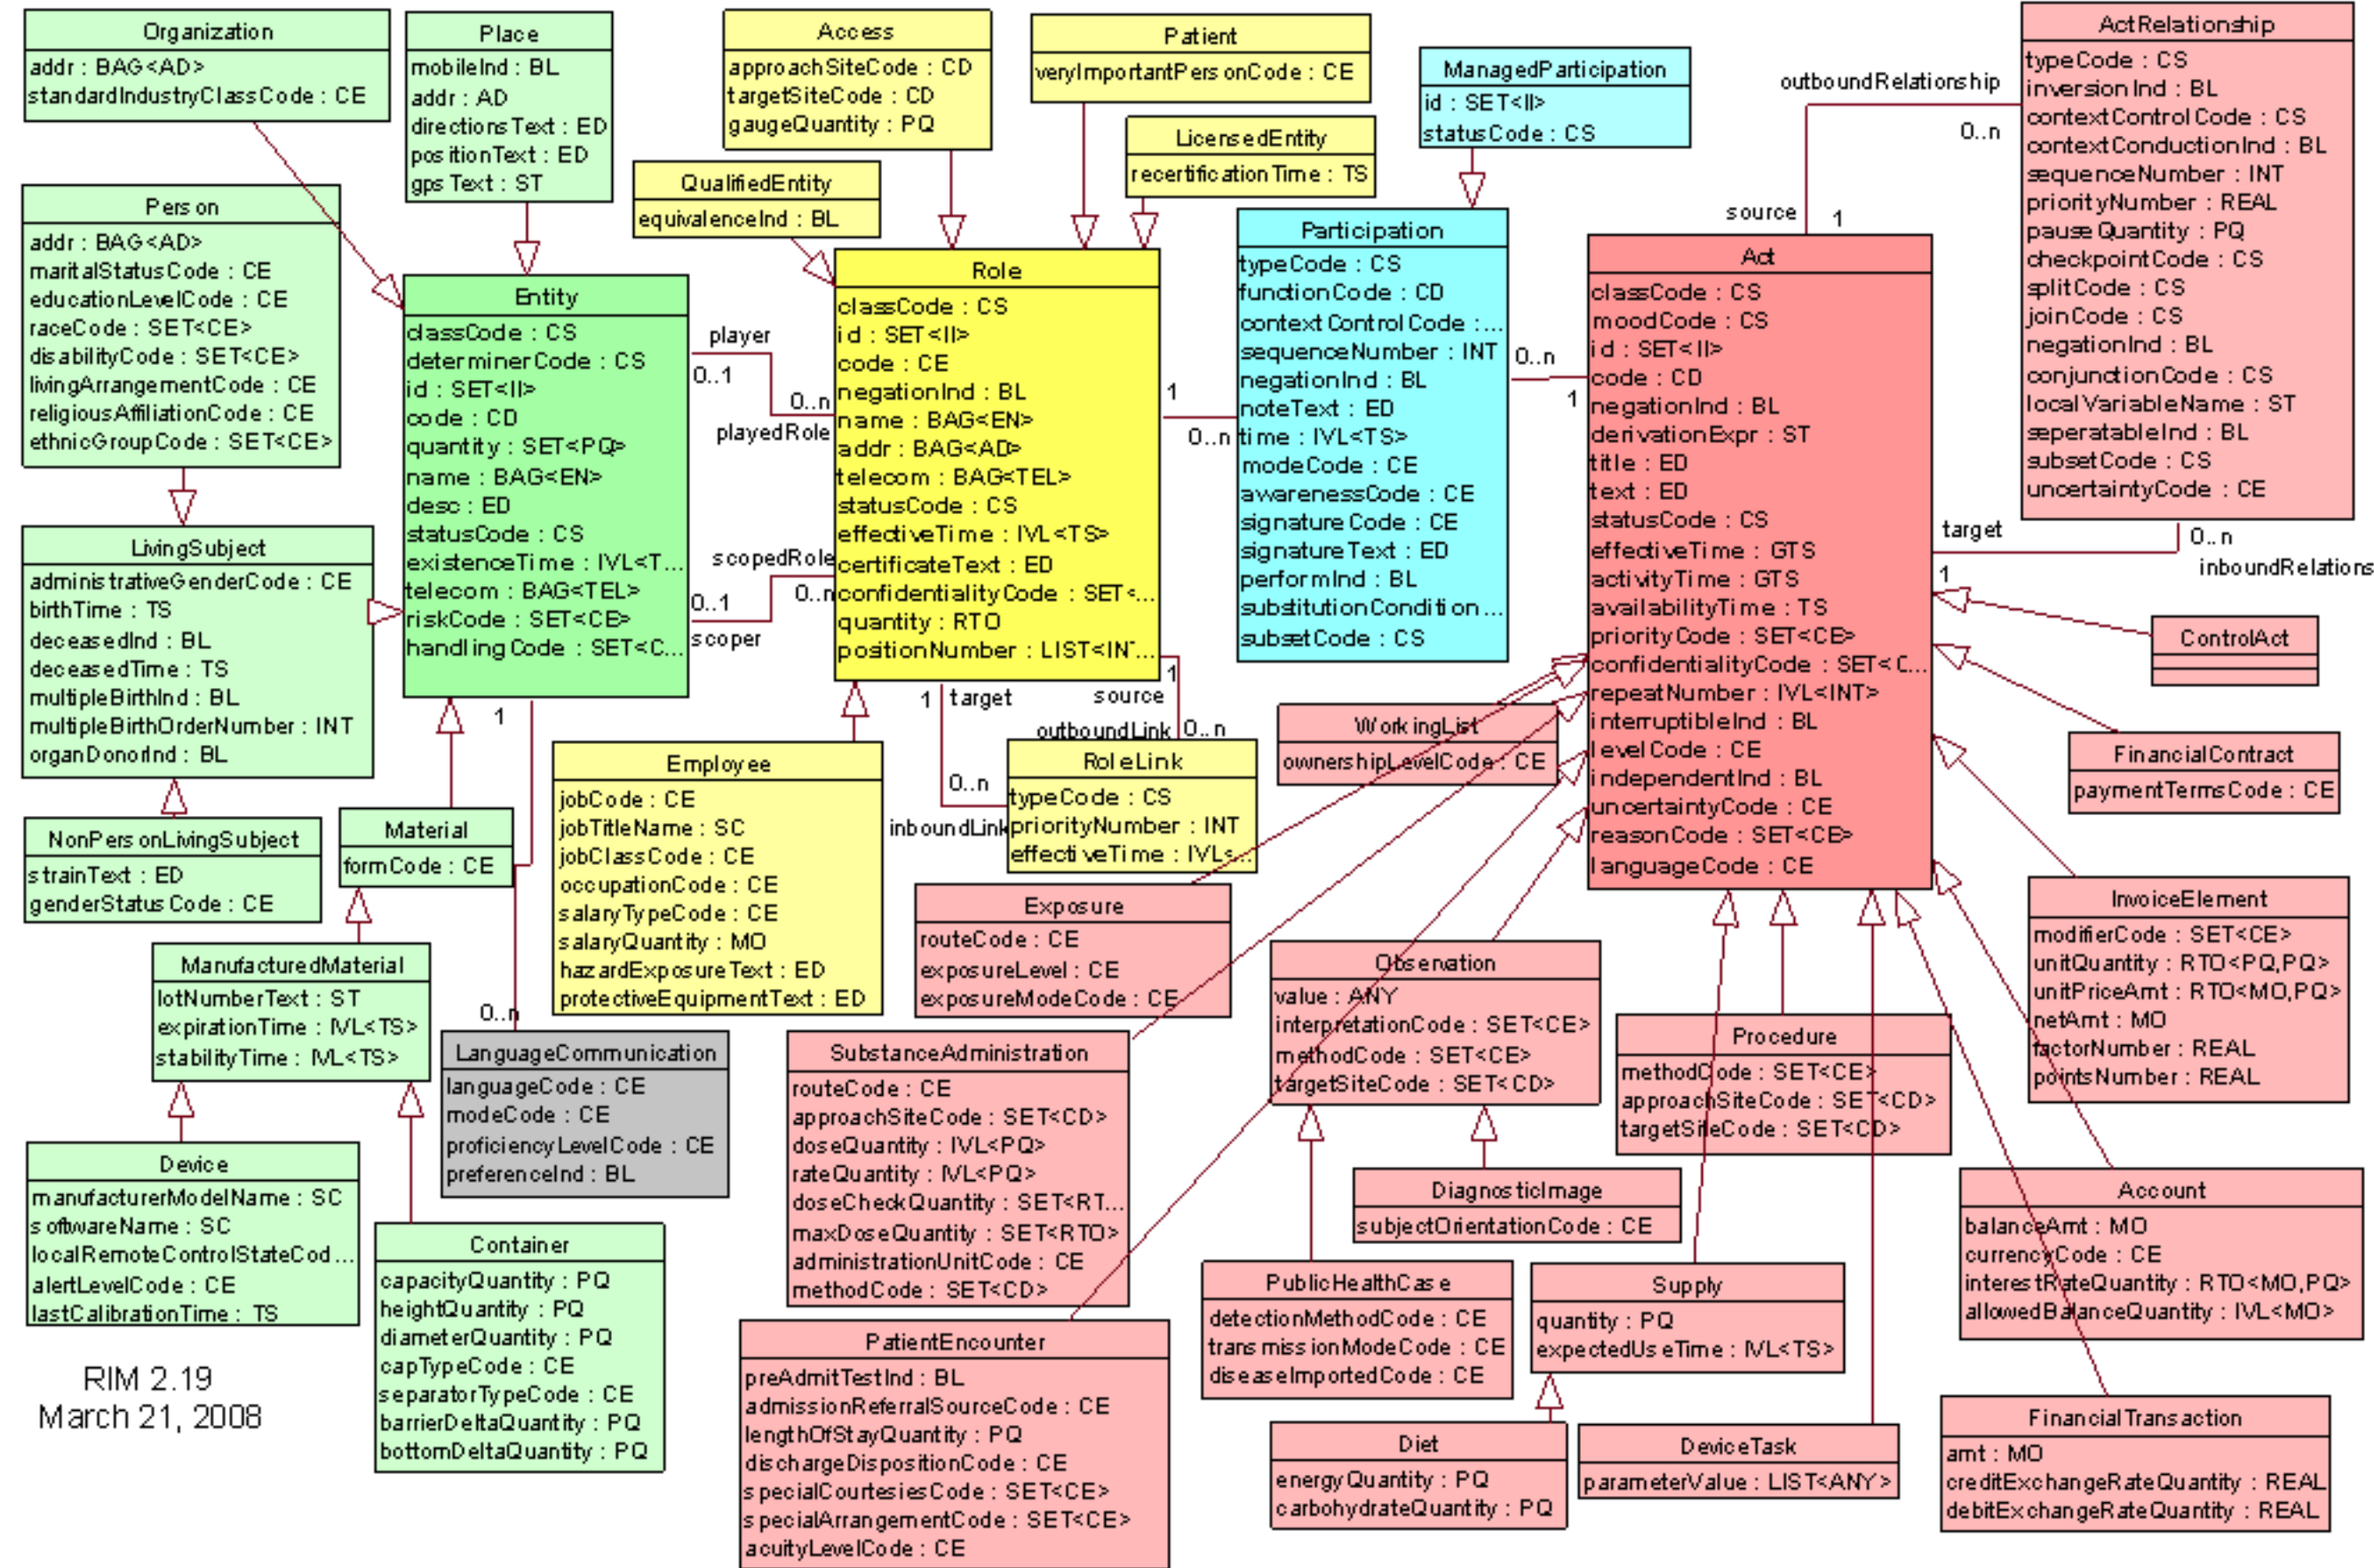 Organization
addr : BAG<AD>
standardIndustryClassCode : CE
Place
mobileInd : BL
addr : AD
directionsText : ED
positionText : ED
gpsText : ST
Access
approachSiteCode : CD
targetSiteCode : CD
gaugeQuantity : PQ
Patient
veryImportantPersonCode : CE
LicensedEntity
recertificationTime : TS
QualifiedEntity
equivalenceInd : BL
ManagedParticipation
id : SET<II>
statusCode : CS
ActRelationship
typeCode : CS
inversionInd : BL
contextControlCode : CS
contextConductionInd : BL
sequenceNumber : INT
priorityNumber : REAL
pauseQuantity : PQ
checkpointCode : CS
splitCode : CS
joinCode : CS
negationInd : BL
conjunctionCode : CS
localVariableName : ST
seperatableInd : BL
subsetCode : CS
uncertaintyCode : CE
outboundRelationship
0..n
source
1
target
1
0..n
inboundRelations
Person
addr : BAG<AD>
maritalStatusCode : CE
educationLevelCode : CE
raceCode : SET<CE>
disabilityCode : SET<CE>
livingArrangementCode : CE
religiousAffiliationCode : CE
ethnicGroupCode : SET<CE>
Entity
classCode : CS
determinerCode : CS
id : SET<II>
code : CD
quantity : SET<PQ>
name : BAG<EN>
desc : ED
statusCode : CS
existenceTime : IVL<T...
telecom : BAG<TEL>
riskCode : SET<CE>
handlingCode : SET<C...
player
0..1
0..n
playedRole
scopedRole
0..n
0..1
scoper
Role
classCode : CS
id : SET<II>
code : CE
negationInd : BL
name : BAG<EN>
addr : BAG<AD>
telecom : BAG<TEL>
statusCode : CS
effectiveTime : IVL<TS>
certificateText : ED
confidentialityCode : SET<...
quantity : RTO
positionNumber : LIST<INT...
1
0..n
Participation
typeCode : CS
functionCode : CD
contextControlCode :...
sequenceNumber : INT
negationInd : BL
noteText : ED
time : IVL<TS>
modeCode : CE
awarenessCode : CE
signatureCode : CE
signatureText : ED
performInd : BL
substitutionCondition...
subsetCode : CS
0..n
1
Act
classCode : CS
moodCode : CS
id : SET<II>
code : CD
negationInd : BL
derivationExpr : ST
title : ED
text : ED
statusCode : CS
effectiveTime : GTS
activityTime : GTS
availabilityTime : TS
priorityCode : SET<CE>
confidentialityCode : SET<C...
repeatNumber : IVL<INT>
interruptibleInd : BL
levelCode : CE
independentInd : BL
uncertaintyCode : CE
reasonCode : SET<CE>
languageCode : CE
LivingSubject
administrativeGenderCode : CE
birthTime : TS
deceasedInd : BL
deceasedTime : TS
multipleBirthInd : BL
multipleBirthOrderNumber : INT
organDonorInd : BL
1
0..n
1
target
0..n
inboundLink
1
source
outboundLink
0..n
RoleLink
typeCode : CS
priorityNumber : INT
effectiveTime : IVL<...
Employee
jobCode : CE
jobTitleName : SC
jobClassCode : CE
occupationCode : CE
salaryTypeCode : CE
salaryQuantity : MO
hazardExposureText : ED
protectiveEquipmentText : ED
WorkingList
ownershipLevelCode : CE
ControlAct
FinancialContract
paymentTermsCode : CE
NonPersonLivingSubject
strainText : ED
genderStatusCode : CE
Material
formCode : CE
ManufacturedMaterial
lotNumberText : ST
expirationTime : IVL<TS>
stabilityTime : IVL<TS>
LanguageCommunication
languageCode : CE
modeCode : CE
proficiencyLevelCode : CE
preferenceInd : BL
Exposure
routeCode : CE
exposureLevel : CE
exposureModeCode : CE
Observation
value : ANY
interpretationCode : SET<CE>
methodCode : SET<CE>
targetSiteCode : SET<CD>
InvoiceElement
modifierCode : SET<CE>
unitQuantity : RTO<PQ,PQ>
unitPriceAmt : RTO<MO,PQ>
netAmt : MO
factorNumber : REAL
pointsNumber : REAL
Procedure
methodCode : SET<CE>
approachSiteCode : SET<CD>
targetSiteCode : SET<CD>
SubstanceAdministration
routeCode : CE
approachSiteCode : SET<CD>
doseQuantity : IVL<PQ>
rateQuantity : IVL<PQ>
doseCheckQuantity : SET<RT...
maxDoseQuantity : SET<RTO>
administrationUnitCode : CE
methodCode : SET<CD>
Device
manufacturerModelName : SC
softwareName : SC
localRemoteControlStateCod...
alertLevelCode : CE
lastCalibrationTime : TS
Container
capacityQuantity : PQ
heightQuantity : PQ
diameterQuantity : PQ
capTypeCode : CE
separatorTypeCode : CE
barrierDeltaQuantity : PQ
bottomDeltaQuantity : PQ
DiagnosticImage
subjectOrientationCode : CE
Account
balanceAmt : MO
currencyCode : CE
interestRateQuantity : RTO<MO,PQ>
allowedBalanceQuantity : IVL<MO>
PublicHealthCase
detectionMethodCode : CE
transmissionModeCode : CE
diseaseImportedCode : CE
Supply
quantity : PQ
expectedUseTime : IVL<TS>
PatientEncounter
preAdmitTestInd : BL
admissionReferralSourceCode : CE
lengthOfStayQuantity : PQ
dischargeDispositionCode : CE
specialCourtesiesCode : SET<CE>
specialArrangementCode : SET<CE>
acuityLevelCode : CE
Diet
energyQuantity : PQ
carbohydrateQuantity : PQ
DeviceTask
parameterValue : LIST<ANY>
FinancialTransaction
amt : MO
creditExchangeRateQuantity : REAL
debitExchangeRateQuantity : REAL
RIM 2.19
March 21, 2008